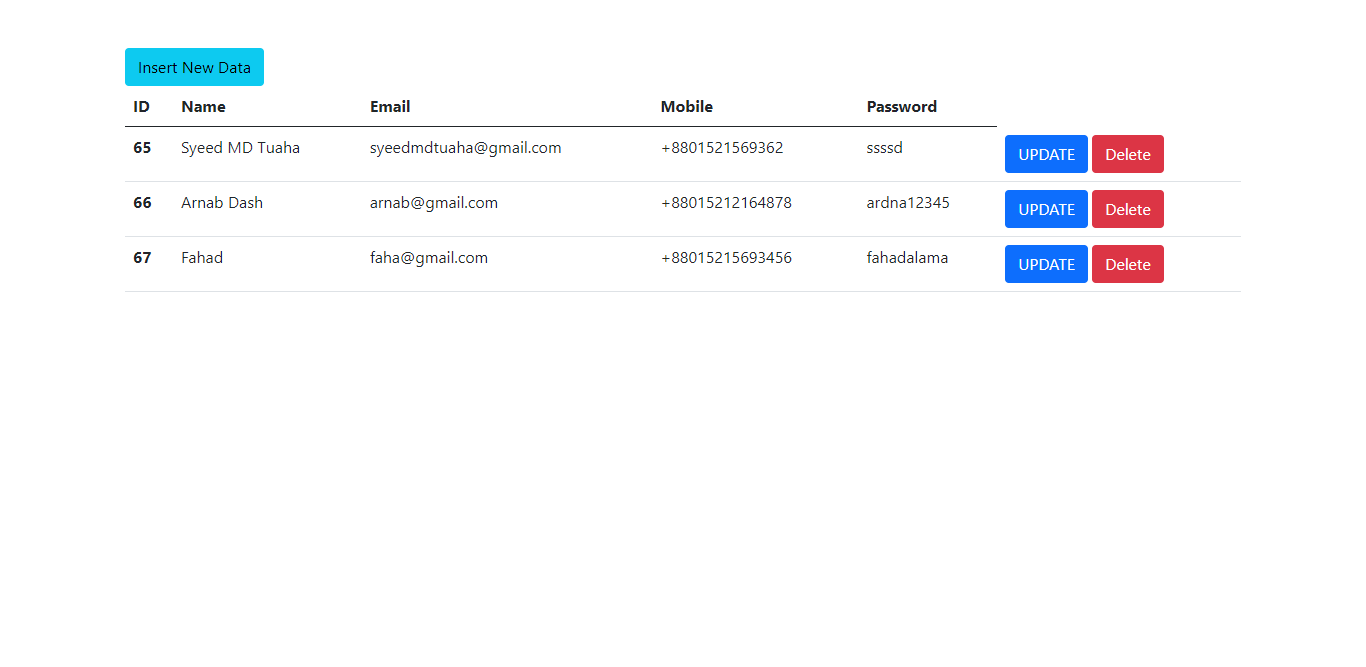 Insert New Data
ID Name Email Mobile Password
65 Syeed MD Tuaha syeedmdtuaha@gmail.com +8801521569362 ssssd UPDATE Delete
66 Arnab Dash arnab@gmail.com +88015212164878 ardna12345 UPDATE Delete
67 Fahad faha@gmail.com +88015215693456 fahadalama UPDATE Delete